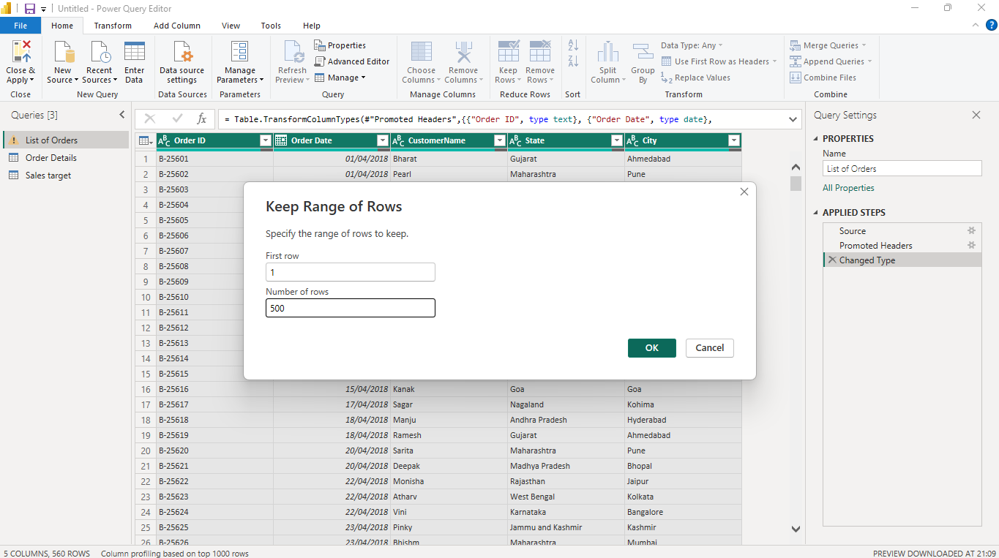 Untitled - Power Query Editor
File Home Transform Add Column View Tools Help ?
Close & Apply
New Source
Recent Sources
Enter Data
Data source settings
Manage Parameters
Refresh Preview
Properties
Advanced Editor
Manage
Choose Columns
Remove Columns
Keep Rows
Remove Rows
A Z
Z A
Split Column
Group By
Data Type: Any
Use First Row as Headers
1 2 Replace Values
Merge Queries
Append Queries
Combine Files
Close New Query Data Sources Parameters Query Manage Columns Reduce Rows Sort Transform Combine
Queries [3]
List of Orders
Order Details
Sales target
fx = Table.TransformColumnTypes(#"Promoted Headers",{{"Order ID", type text}, {"Order Date", type date},
ABC Order ID Order Date ABC CustomerName ABC State ABC City
1 B-25601 01/04/2018 Bharat Gujarat Ahmedabad
2 B-25602 01/04/2018 Pearl Maharashtra Pune
3 B-25603
4 B-25604
5 B-25605
6 B-25606
7 B-25607
8 B-25608
9 B-25609
10 B-25610
11 B-25611
12 B-25612
13 B-25613
14 B-25614
15 B-25615
Keep Range of Rows
Specify the range of rows to keep.
First row
1
Number of rows
500
OK Cancel
16 B-25616 15/04/2018 Kanak Goa Goa
17 B-25617 17/04/2018 Sagar Nagaland Kohima
18 B-25618 18/04/2018 Manju Andhra Pradesh Hyderabad
19 B-25619 18/04/2018 Ramesh Gujarat Ahmedabad
20 B-25620 20/04/2018 Sarita Maharashtra Pune
21 B-25621 20/04/2018 Deepak Madhya Pradesh Bhopal
22 B-25622 22/04/2018 Monisha Rajasthan Jaipur
23 B-25623 22/04/2018 Atharv West Bengal Kolkata
24 B-25624 22/04/2018 Vini Karnataka Bangalore
25 B-25625 23/04/2018 Pinky Jammu and Kashmir Kashmir
26 B-25626 23/04/2018 Bhishm Maharashtra Mumbai
Query Settings
PROPERTIES
Name
List of Orders
All Properties
APPLIED STEPS
Source
Promoted Headers
Changed Type
5 COLUMNS, 560 ROWS Column profiling based on top 1000 rows PREVIEW DOWNLOADED AT 21:09